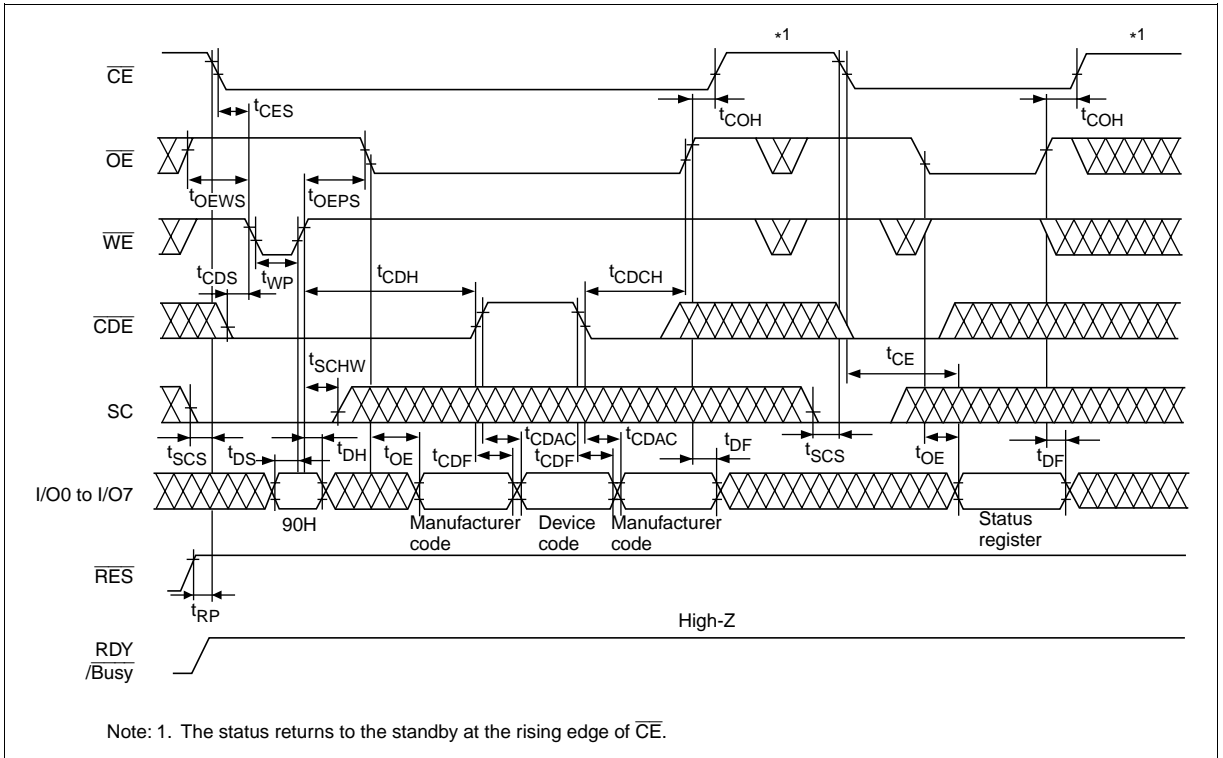 *1 *1
CE
tCES tCOH tCOH
OE
tOEWS tOEPS
WE
tCDS tWP tCDH tCDCH
CDE
tSCHW tCE
SC
tSCS tDS tDH tOE tCDAC tCDAC tDF tSCS tOE tDF
tCDF tCDF
I/O0 to I/O7
90H Manufacturer code Device code Manufacturer code Status register
RES
tRP
High-Z
RDY
/Busy
Note: 1. The status returns to the standby at the rising edge of CE.